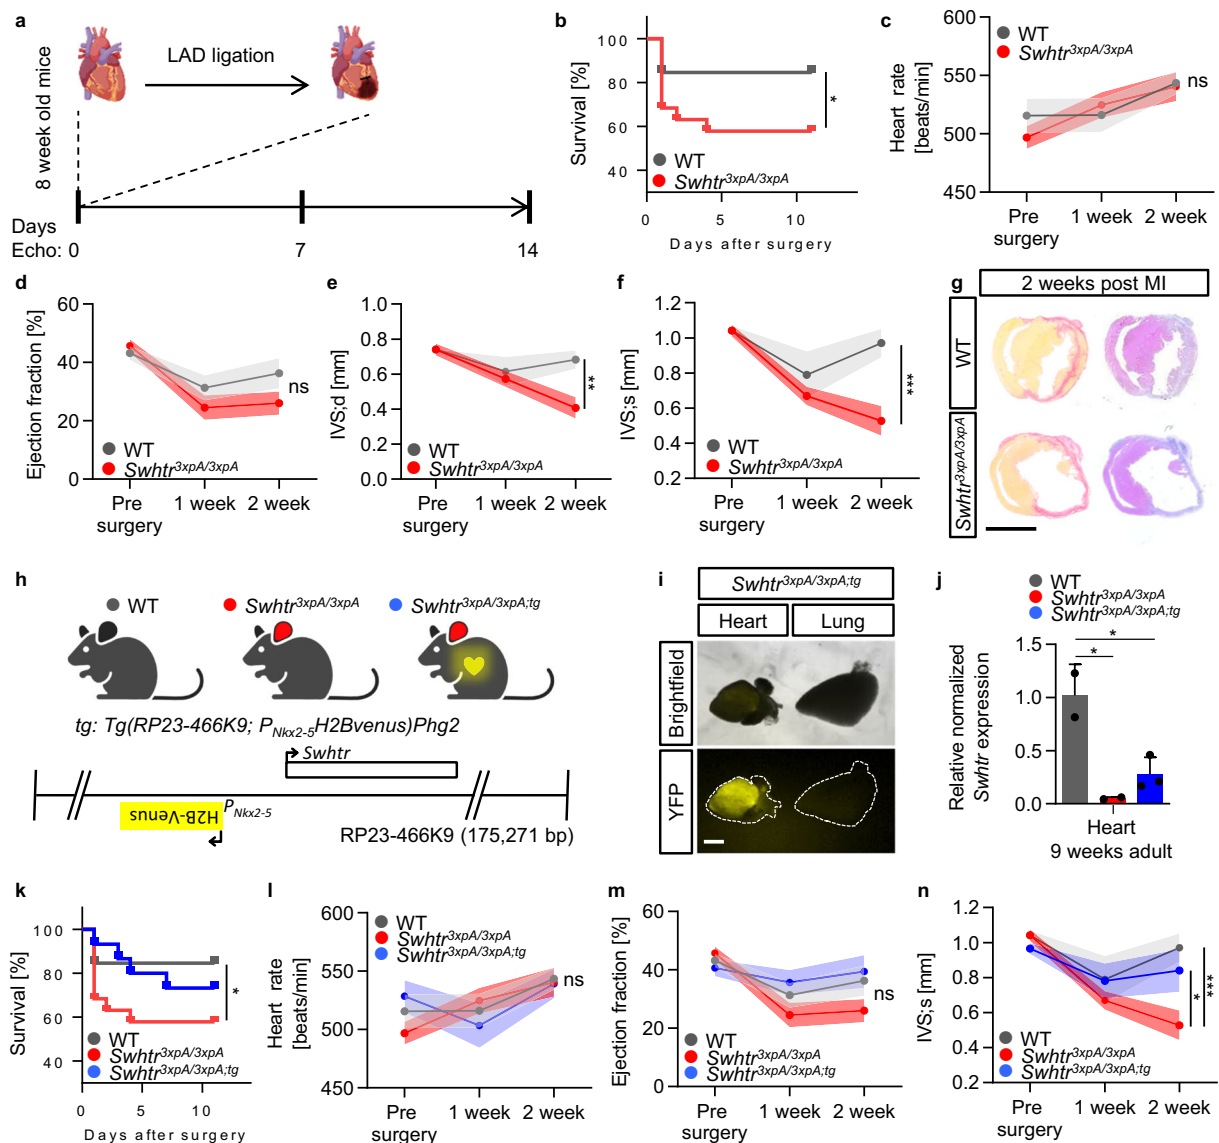 a
8 week old mice
LAD ligation
Days
Echo: 0
7
14
b
Survival [%]
100
80
60
40
WT
Swhtr3xpA/3xpA
*
0
5
10
Days after surgery
c
Heart rate
[beats/min]
600
550
500
450
WT
Swhtr3xpA/3xpA
ns
Pre
surgery
1 week
2 week
d
Ejection fraction [%]
60
40
20
0
ns
WT
Swhtr3xpA/3xpA
Pre
surgery
1 week
2 week
e
IVS;d [mm]
1.0
0.8
0.6
0.4
0.2
0.0
**
WT
Swhtr3xpA/3xpA
Pre
surgery
1 week
2 week
f
IVS;s [mm]
1.2
1.0
0.8
0.6
0.4
0.2
***
WT
Swhtr3xpA/3xpA
Pre
surgery
1 week
2 week
g
2 weeks post MI
WT
Swhtr3xpA/3xpA
h
WT
Swhtr3xpA/3xpA
Swhtr3xpA/3xpA;tg
tg: Tg(RP23-466K9; PNkx2-5H2Bvenus)Phg2
Swhtr
H2B-Venus
PNkx2-5
RP23-466K9 (175,271 bp)
i
Swhtr3xpA/3xpA;tg
Heart
Lung
Brightfield
YFP
j
WT
Swhtr3xpA/3xpA
Swhtr3xpA/3xpA;tg
Relative normalized
Swhtr expression
1.5
1.0
0.5
0.0
*
*
Heart
9 weeks adult
k
Survival [%]
100
80
60
40
*
WT
Swhtr3xpA/3xpA
Swhtr3xpA/3xpA;tg
0
5
10
Days after surgery
l
Heart rate
[beats/min]
600
550
500
450
WT
Swhtr3xpA/3xpA
Swhtr3xpA/3xpA;tg
ns
Pre
surgery
1 week
2 week
m
Ejection fraction [%]
60
40
20
0
ns
WT
Swhtr3xpA/3xpA
Swhtr3xpA/3xpA;tg
Pre
surgery
1 week
2 week
n
IVS;s [mm]
1.2
1.0
0.8
0.6
0.4
0.2
*
***
WT
Swhtr3xpA/3xpA
Swhtr3xpA/3xpA;tg
Pre
surgery
1 week
2 week